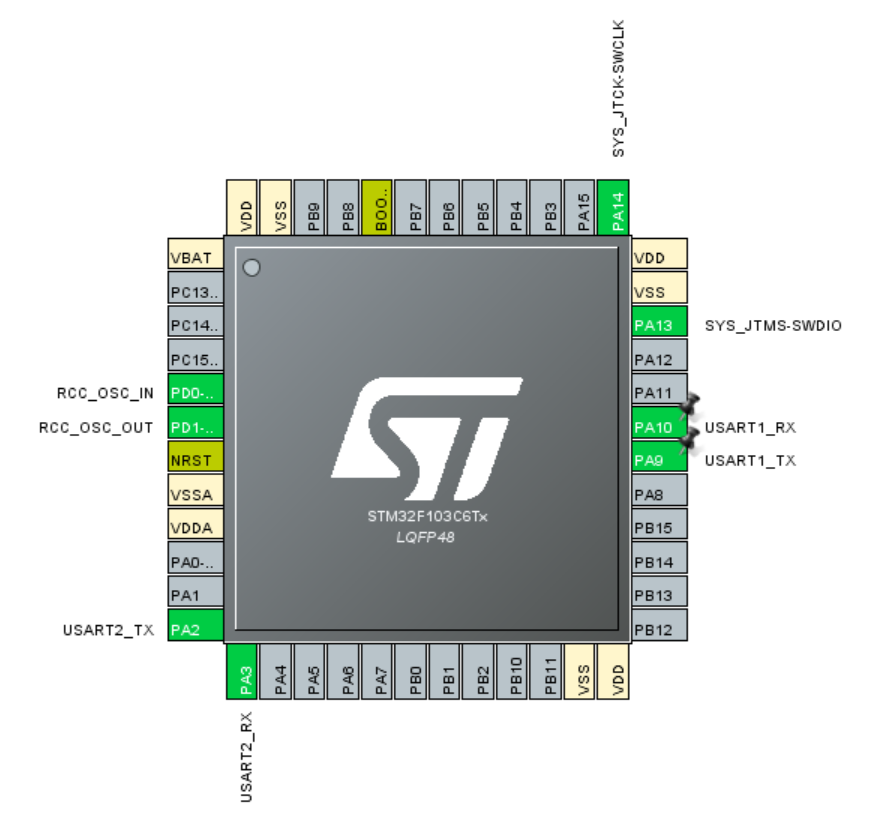 SYS_JTCK-SWCLK
VDD
VSS
PB9
PB8
BOO..
PB7
PB6
PB5
PB4
PB3
PA15
PA14
VBAT
PC13..
PC14..
PC15..
RCC_OSC_IN PD0-..
RCC_OSC_OUT PD1-..
NRST
VSSA
VDDA
PA0-..
PA1
USART2_TX PA2
ST
STM32F103C6Tx
LQFP48
VDD
VSS
PA13 SYS_JTMS-SWDIO
PA12
PA11
PA10 USART1_RX
PA9 USART1_TX
PA8
PB15
PB14
PB13
PB12
PA3
PA4
PA5
PA6
PA7
PB0
PB1
PB2
PB10
PB11
VSS
VDD
USART2_RX